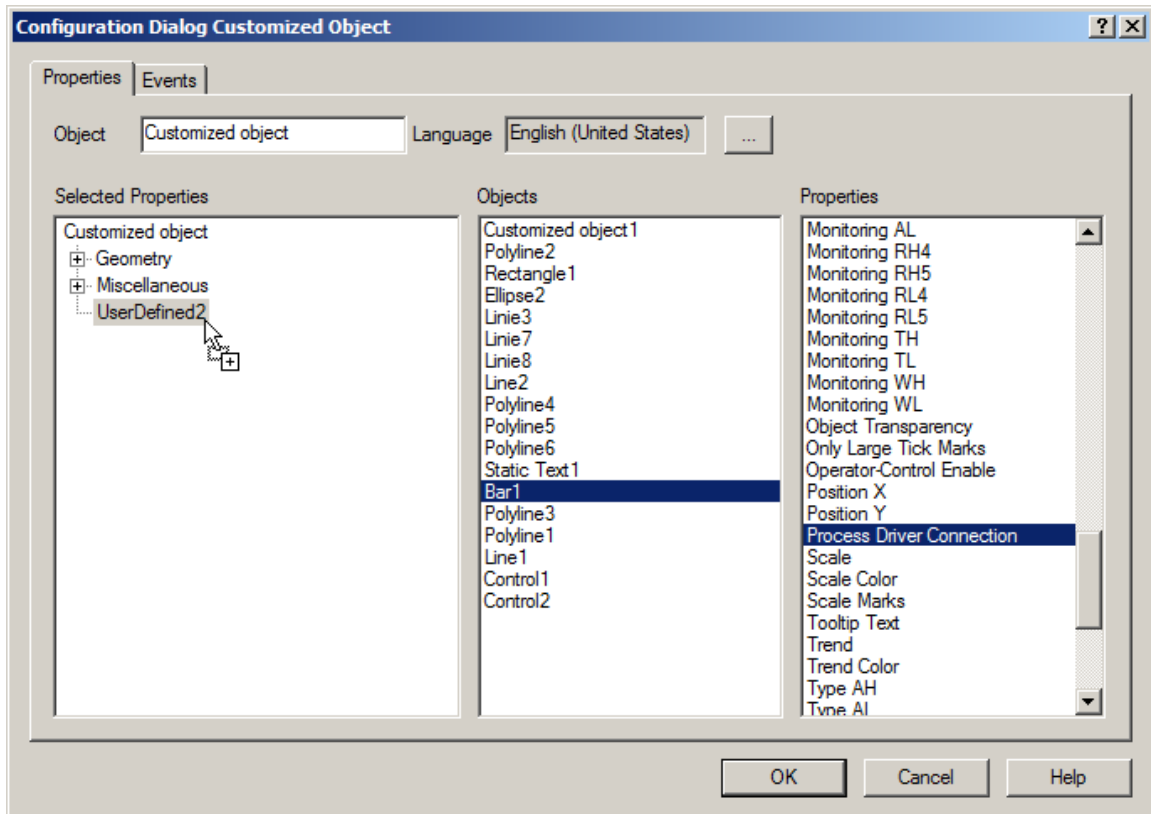 Configuration Dialog Customized Object
Properties
Events
Object
Customized object
Language
English (United States)
...
Selected Properties
Customized object
Geometry
Miscellaneous
UserDefined2
Objects
Customized object1
Polyline2
Rectangle1
Ellipse2
Linie3
Linie7
Linie8
Line2
Polyline4
Polyline5
Polyline6
Static Text1
Bar1
Polyline3
Polyline1
Line1
Control1
Control2
Properties
Monitoring AL
Monitoring RH4
Monitoring RH5
Monitoring RL4
Monitoring RL5
Monitoring TH
Monitoring TL
Monitoring WH
Monitoring WL
Object Transparency
Only Large Tick Marks
Operator-Control Enable
Position X
Position Y
Process Driver Connection
Scale
Scale Color
Scale Marks
Tooltip Text
Trend
Trend Color
Type AH
Type AL
OK
Cancel
Help